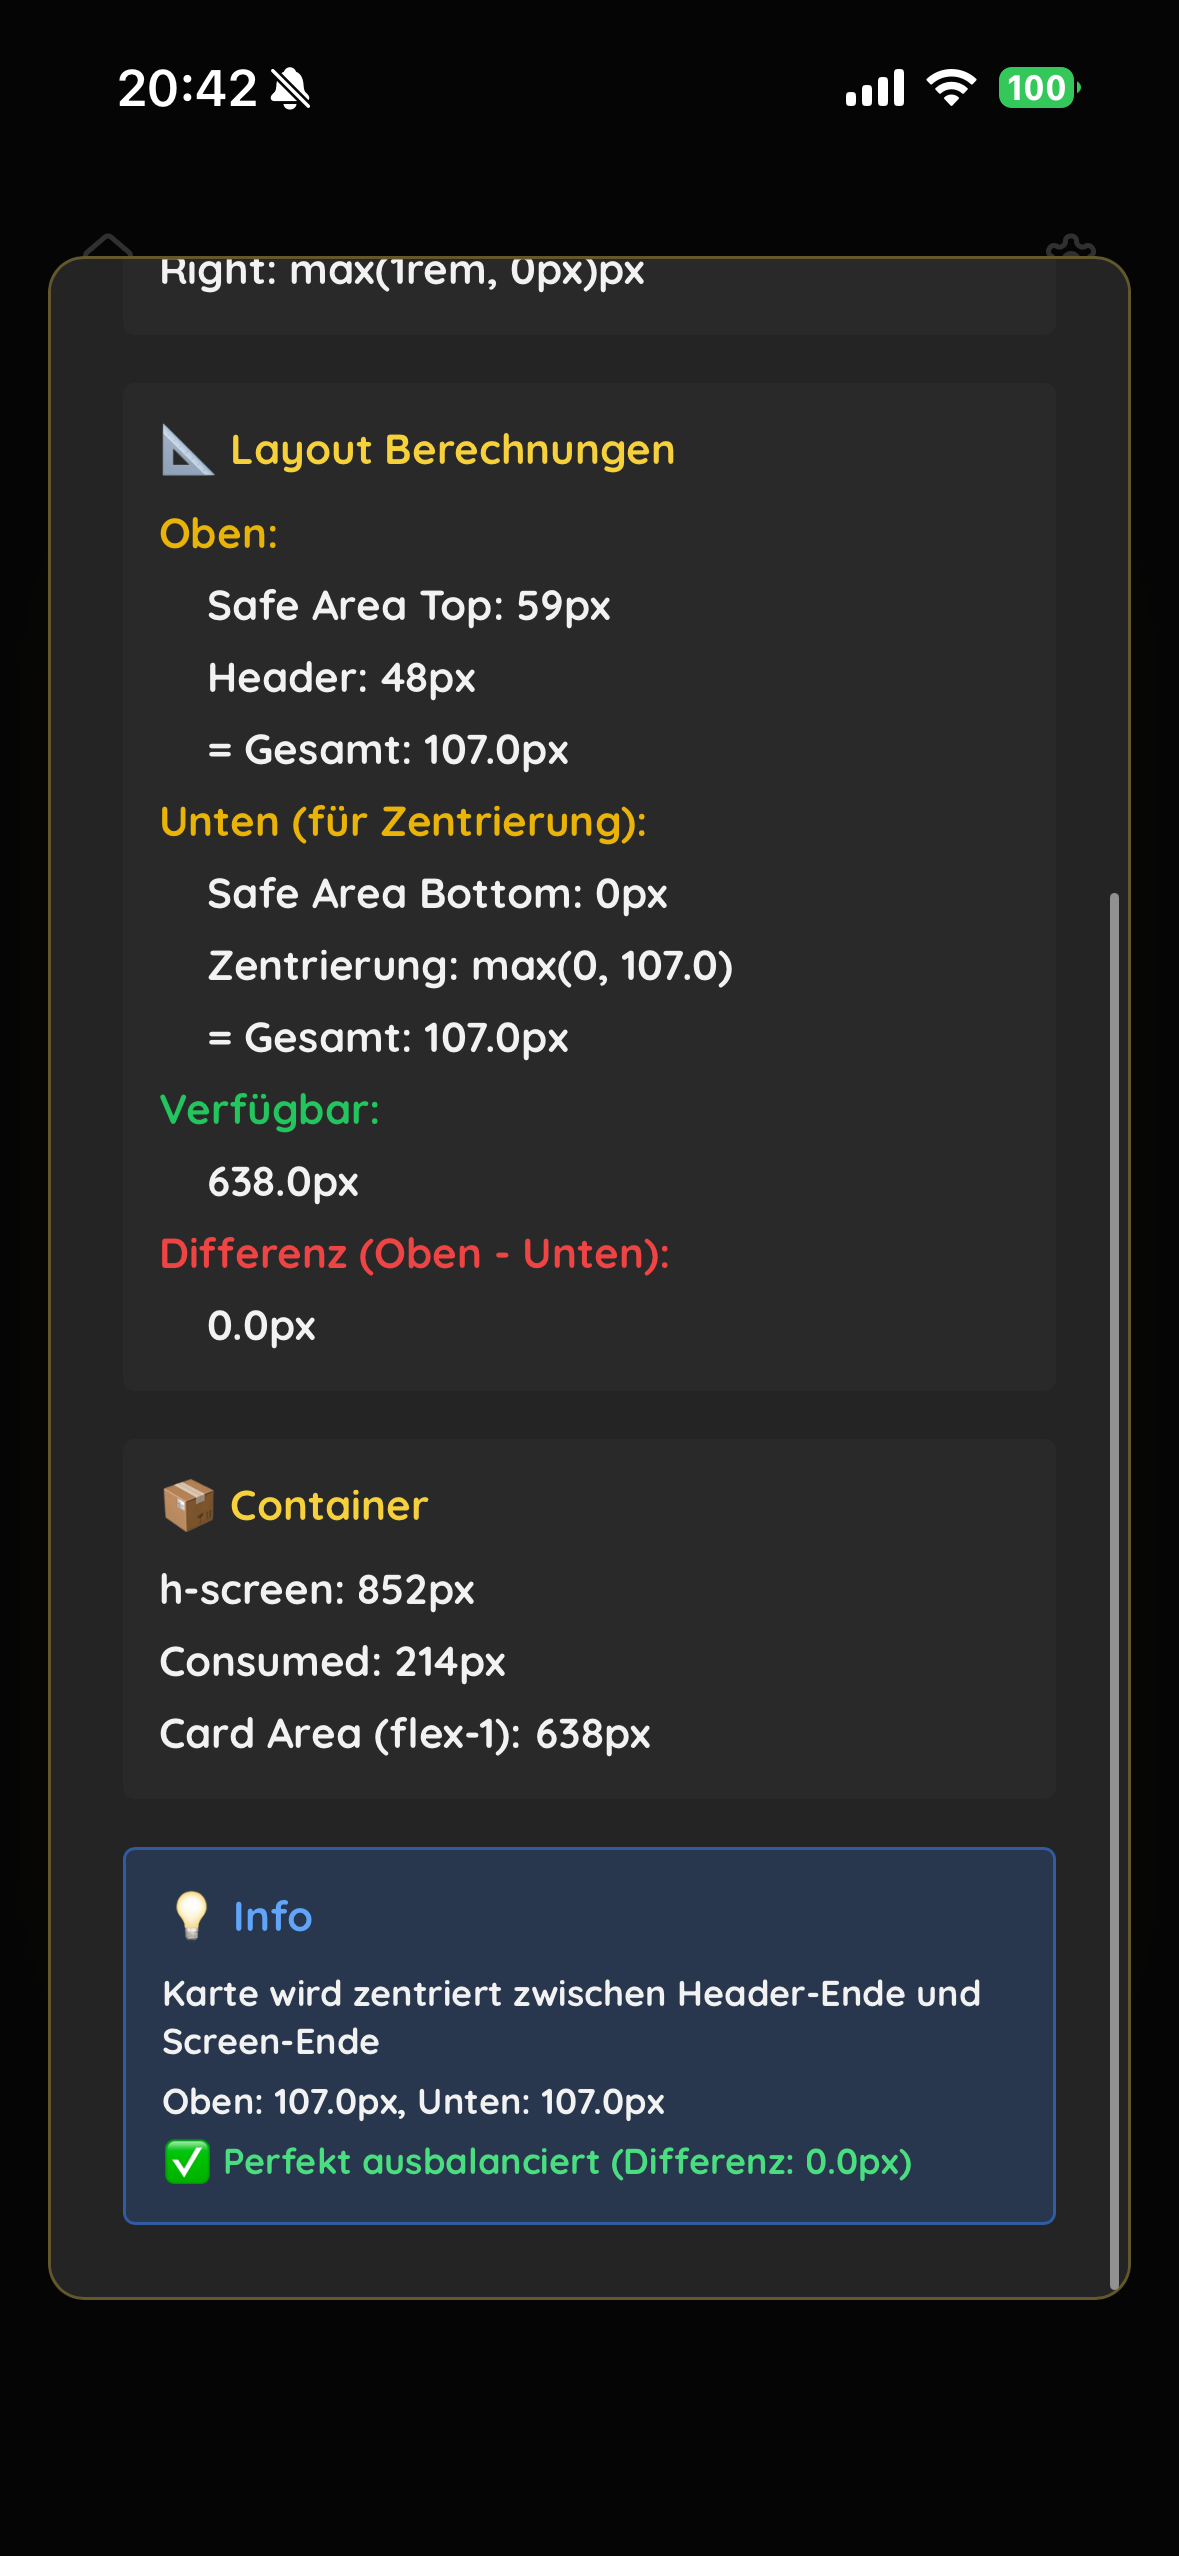 20:42
100
Right: max(1rem, 0px)px
Layout Berechnungen
Oben:
Safe Area Top: 59px
Header: 48px
= Gesamt: 107.0px
Unten (für Zentrierung):
Safe Area Bottom: 0px
Zentrierung: max(0, 107.0)
= Gesamt: 107.0px
Verfügbar:
638.0px
Differenz (Oben - Unten):
0.0px
Container
h-screen: 852px
Consumed: 214px
Card Area (flex-1): 638px
Info
Karte wird zentriert zwischen Header-Ende und
Screen-Ende
Oben: 107.0px, Unten: 107.0px
✅ Perfekt ausbalanciert (Differenz: 0.0px)